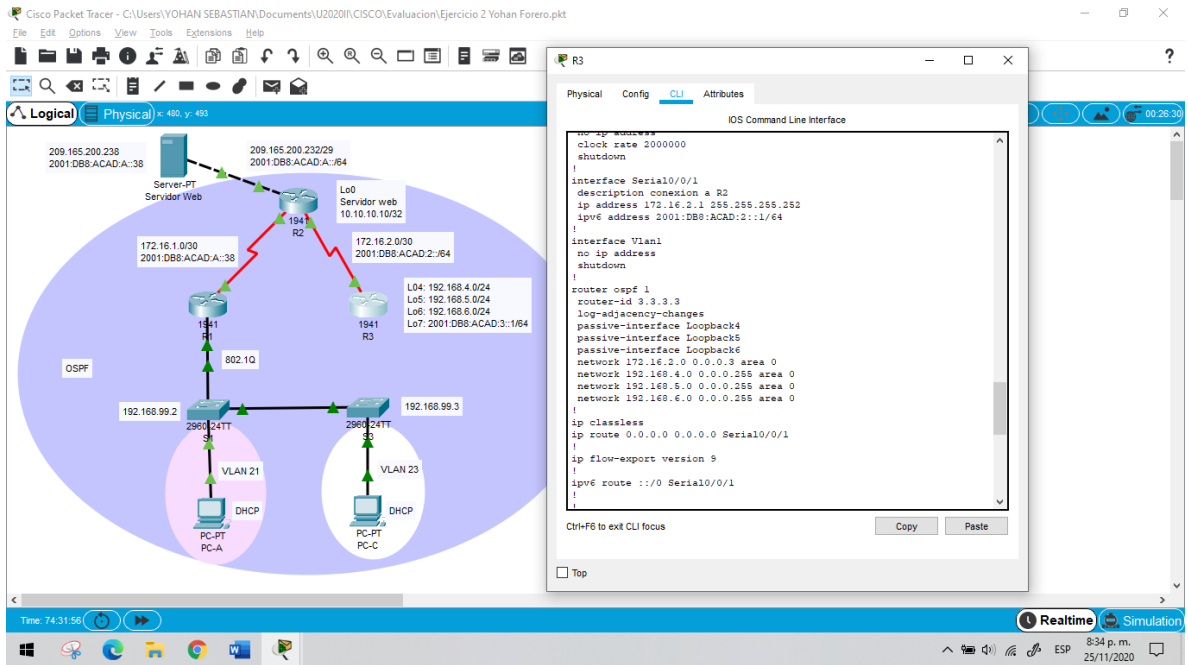 Cisco Packet Tracer - C:\Users\YOHAN SEBASTIAN\Documents\U2020II\CISCO\Evaluacion\Ejercicio 2 Yohan Forero.pkt
File Edit Options View Tools Extensions Help
?
Logical
Physical
x: 480, y: 493
00:26:30
209.165.200.238
2001:DB8:ACAD:A::38
Server-PT
Servidor Web
209.165.200.232/29
2001:DB8:ACAD:A::/64
Lo0
Servidor web
10.10.10.10/32
1941
R2
172.16.1.0/30
2001:DB8:ACAD:A::38
172.16.2.0/30
2001:DB8:ACAD:2::/64
1941
R1
1941
R3
L04: 192.168.4.0/24
Lo5: 192.168.5.0/24
Lo6: 192.168.6.0/24
Lo7: 2001:DB8:ACAD:3::1/64
802.1Q
OSPF
192.168.99.2
2960-24TT
S1
2960-24TT
S3
192.168.99.3
VLAN 21
VLAN 23
DHCP
DHCP
PC-PT
PC-A
PC-PT
PC-C
R3
Physical Config CLI Attributes
IOS Command Line Interface
no ip address
clock rate 2000000
shutdown
!
interface Serial0/0/1
description conexion a R2
ip address 172.16.2.1 255.255.255.252
ipv6 address 2001:DB8:ACAD:2::1/64
!
interface Vlan1
no ip address
shutdown
!
router ospf 1
router-id 3.3.3.3
log-adjacency-changes
passive-interface Loopback4
passive-interface Loopback5
passive-interface Loopback6
network 172.16.2.0 0.0.0.3 area 0
network 192.168.4.0 0.0.0.255 area 0
network 192.168.5.0 0.0.0.255 area 0
network 192.168.6.0 0.0.0.255 area 0
!
ip classless
ip route 0.0.0.0 0.0.0.0 Serial0/0/1
!
ip flow-export version 9
!
ipv6 route ::/0 Serial0/0/1
!
!
Ctrl+F6 to exit CLI focus
Copy
Paste
Top
Time: 74:31:56
Realtime
Simulation
ESP
8:34 p. m.
25/11/2020